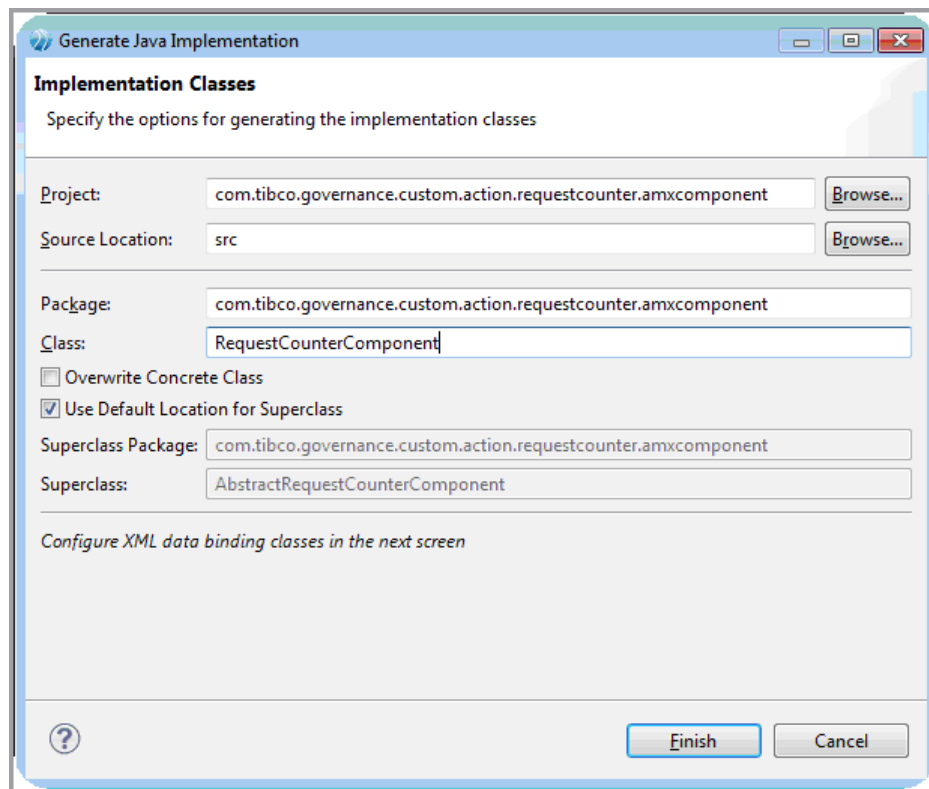 Generate Java Implementation
Implementation Classes
Specify the options for generating the implementation classes
Project: com.tibco.governance.custom.action.requestcounter.amxcomponent Browse...
Source Location: src Browse...
Package: com.tibco.governance.custom.action.requestcounter.amxcomponent
Class: RequestCounterComponent
Overwrite Concrete Class
Use Default Location for Superclass
Superclass Package: com.tibco.governance.custom.action.requestcounter.amxcomponent
Superclass: AbstractRequestCounterComponent
Configure XML data binding classes in the next screen
? Finish Cancel